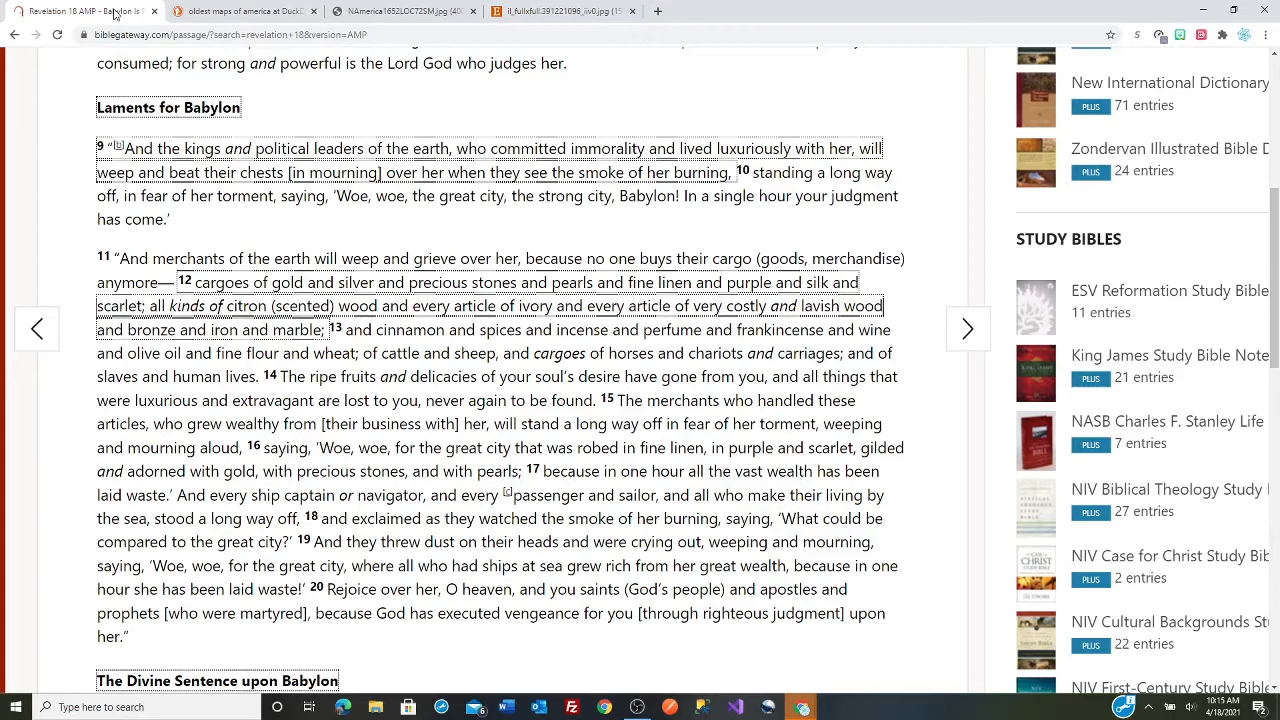 Revelation 18 AMP - Babylon Is F
oldest maps of america at DuckD
NAmerica1652LOC72SM.jpg (400
il_fullxfull.391221096_iiv0.jpg (15
biblegateway.com/passage/?search=revelation
consumed; for strong and powerful is the Lord God who judges her.
Laments for Babylon
9 “[b]And the kings and political leaders of the earth, who committed immorality and lived luxuriously with her, will
weep and beat their chests [in mourning] over her when they see the smoke of her burning, 10 standing a long way
off, in fear of her torment, saying, ‘Woe, woe, the great city, the strong city, Babylon! In a single hour your judgment
has come.’
11 “And merchants of the earth will weep and grieve over her, because no one buys their cargo (goods, merchandise)
anymore— 12 cargoes of gold and silver and precious stones and pearls and fine linen and purple and silk and
scarlet; all kinds of citron (scented) wood and every article of ivory and every article of very costly and lavish wood
and bronze and iron and marble; 13 and cinnamon and spices and incense and perfume and frankincense and wine
and olive oil and fine flour and wheat; of cattle and sheep, and cargoes of horses and chariots and carriages; and of
slaves and human lives. 14 The ripe fruits and delicacies of your soul’s desire have gone from you, and all things that
were luxurious and extravagant are lost to you, never again to be found. 15 The merchants who handled these
articles, who grew wealthy from [their business with] her, will stand a long way off in fear of her torment, weeping
and mourning aloud, 16 saying, ‘Woe, woe, for the great city that was robed in fine linen, in purple and scarlet, gilded
and adorned with gold, with precious stones, and with pearls; 17 because in one hour all the vast wealth has been
laid waste.’ And every ship captain or navigator, and every [c]passenger and sailor, and all who make their living by
the sea, stood a long way off, 18 and exclaimed as they watched the smoke of her burning, saying, ‘What could be
compared to the great city?’ 19 And they threw dust on their heads and were crying out, weeping and mourning,
saying, ‘Woe, woe, for the great city, where all who had ships at sea grew rich from her great wealth, because in one
hour she has been laid waste!’ 20 Rejoice over her, O heaven, and you saints (God’s people) and apostles and
prophets [who were martyred], because God has executed vengeance for you [through righteous judgment] upon
her.”
The Divine Sentence upon Babylon
New International Dictionary
PLUS 71 entries
Zondervan Illustrated Bible D
PLUS 24 entries
STUDY BIBLES
ESV Reformation Study Bible
11 entries
King James Study Bible Note
PLUS 21 entries
NASB Charles F. Stanley Life
PLUS 7 entries
NIV Biblical Theology Study
PLUS 27 entries
NIV Case for Christ Study Bib
PLUS 2 entries
NIV Cultural Backgrounds Stu
PLUS 22 entries
NIV First-Century Study Bible
Type here to search
10:15 AM
4/18/2021